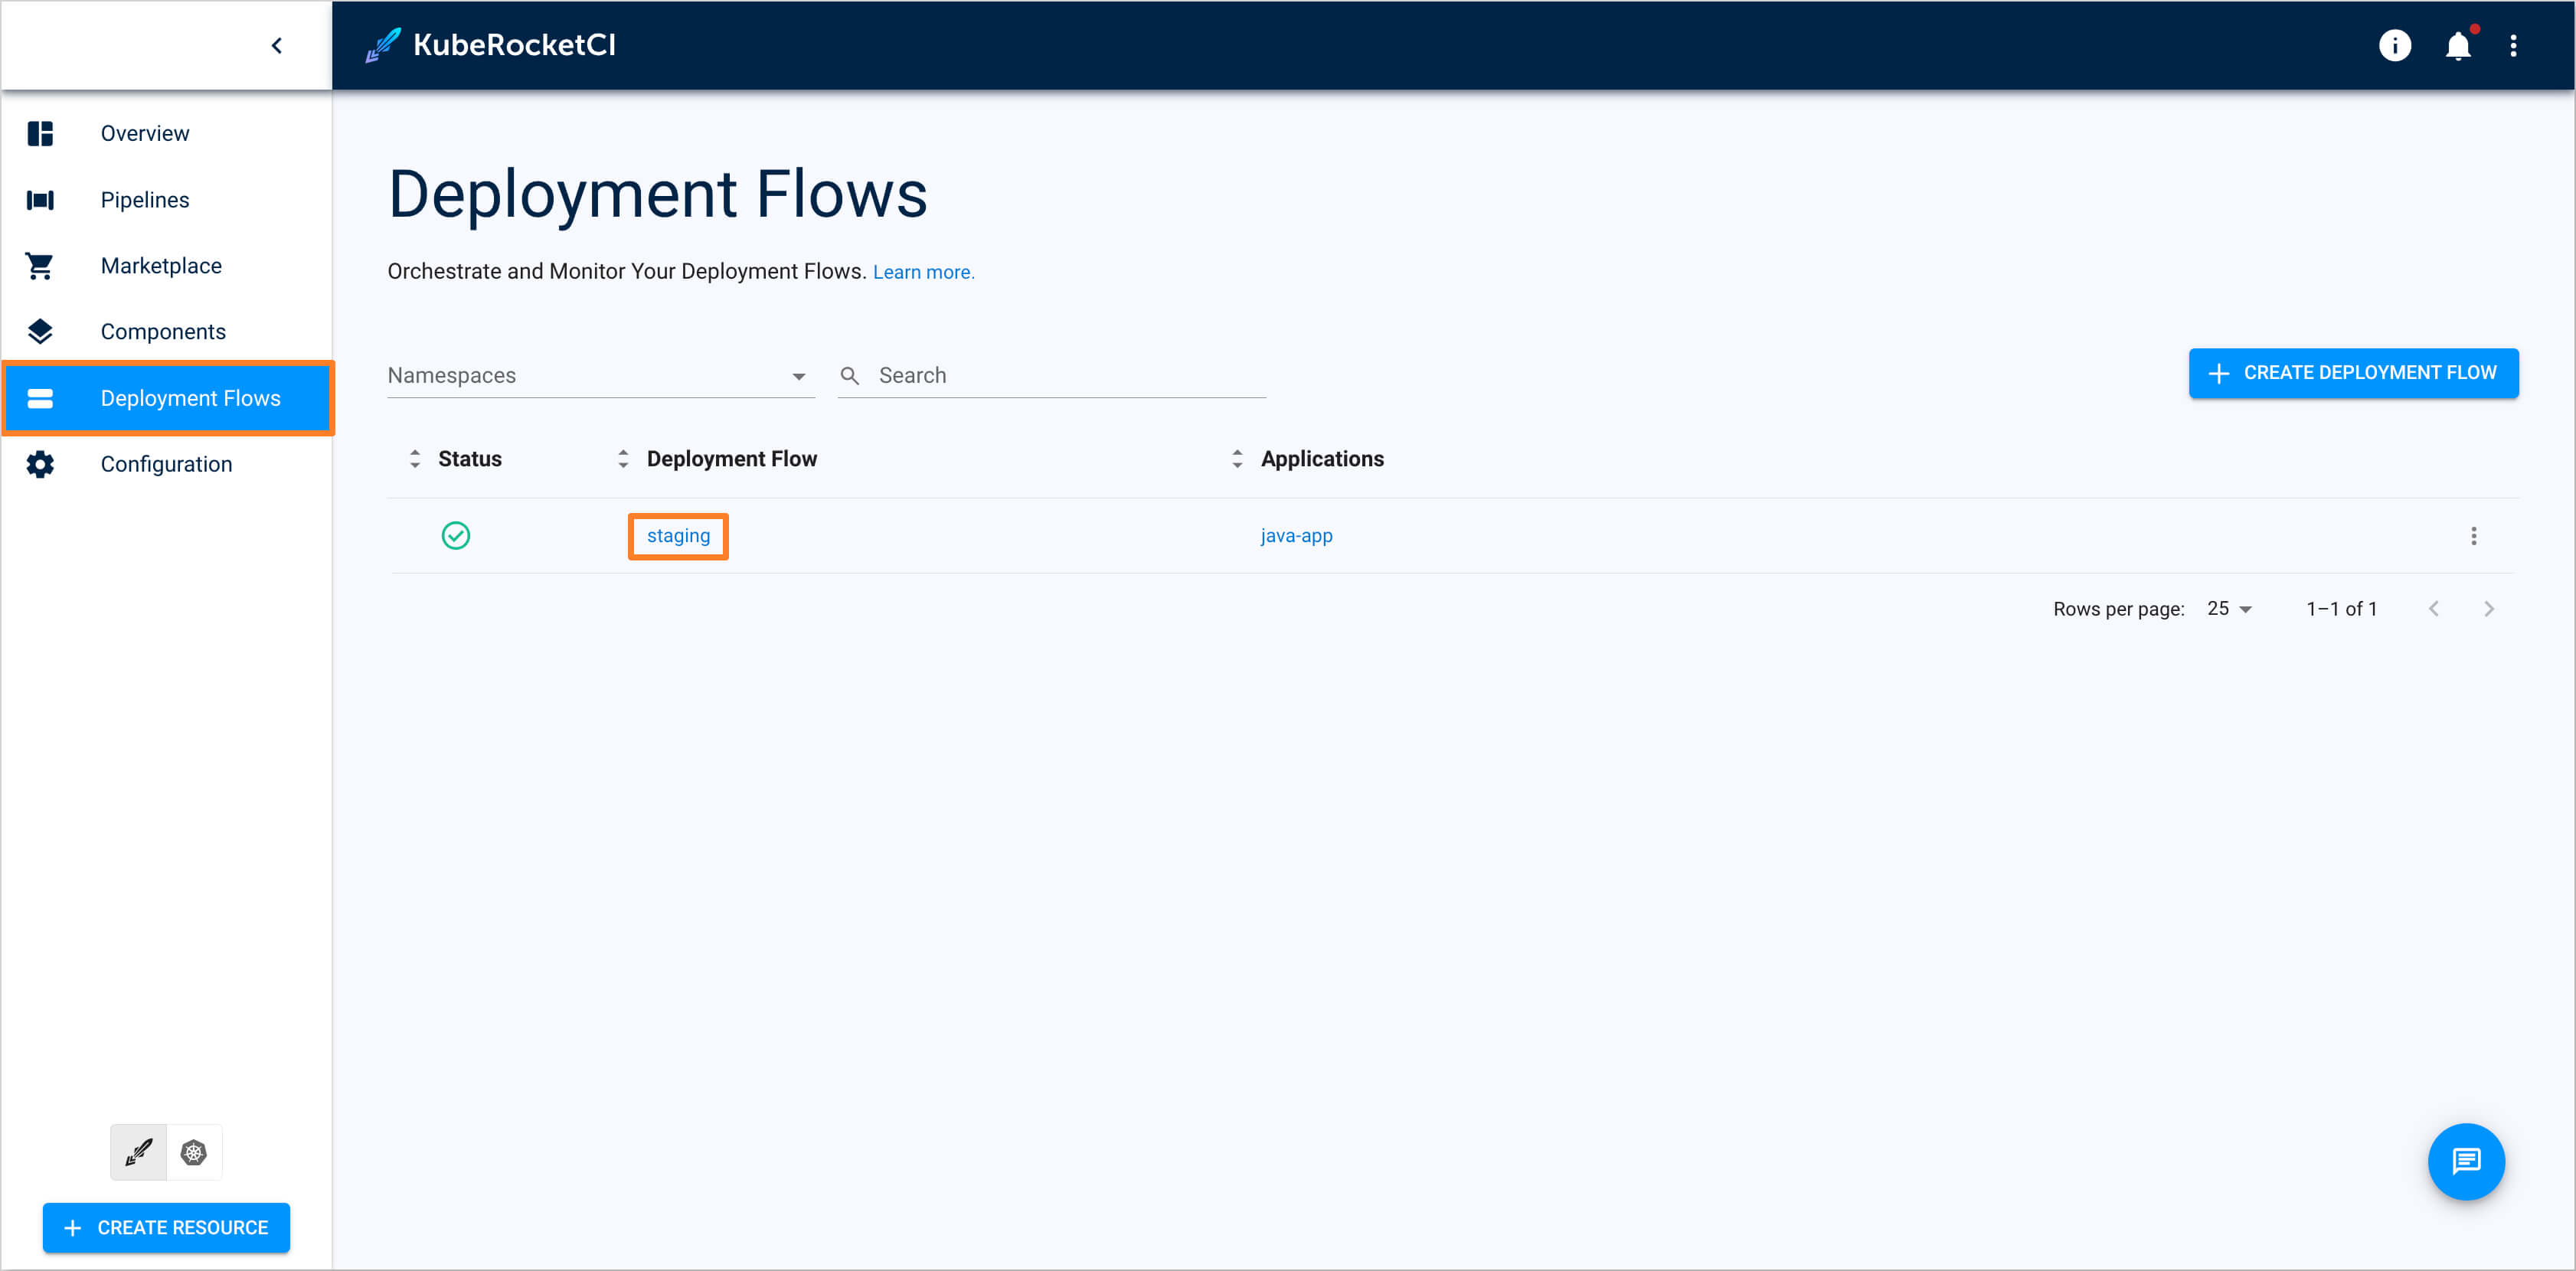 KubeRocketCI
Overview
Pipelines
Marketplace
Components
Deployment Flows
Configuration
CREATE RESOURCE
Deployment Flows
Orchestrate and Monitor Your Deployment Flows. Learn more.
Namespaces
Search
CREATE DEPLOYMENT FLOW
Status Deployment Flow Applications
staging java-app
Rows per page: 25 1–1 of 1